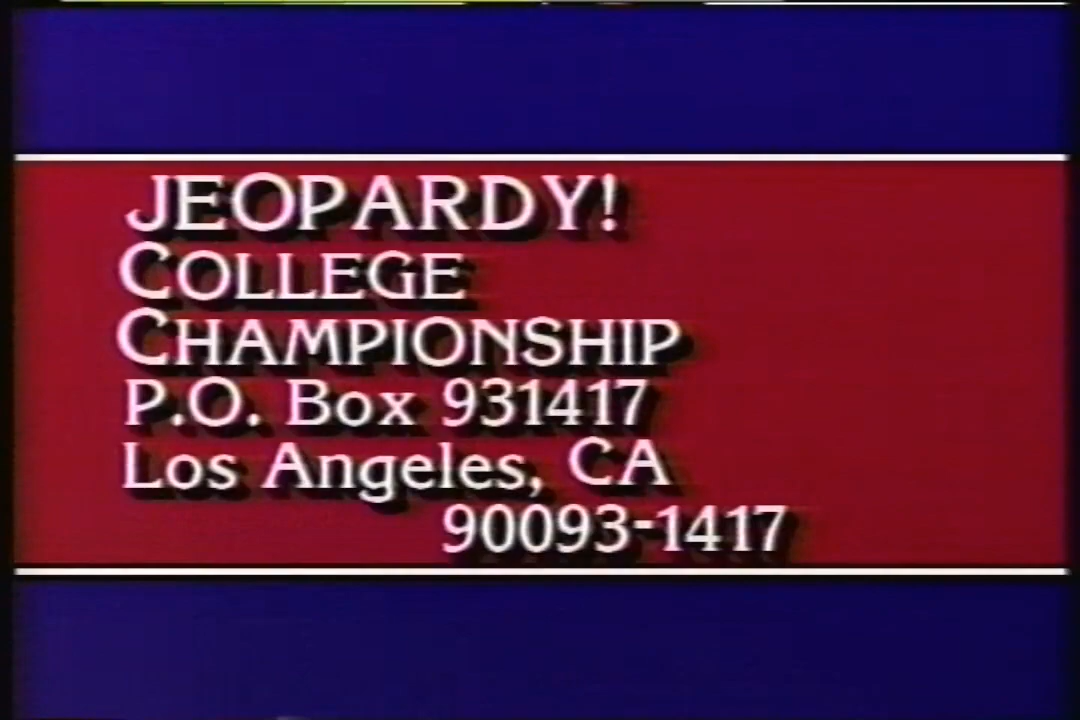 JEOPARDY!
COLLEGE
CHAMPIONSHIP
P.O. Box 931417
Los Angeles, CA
90093-1417